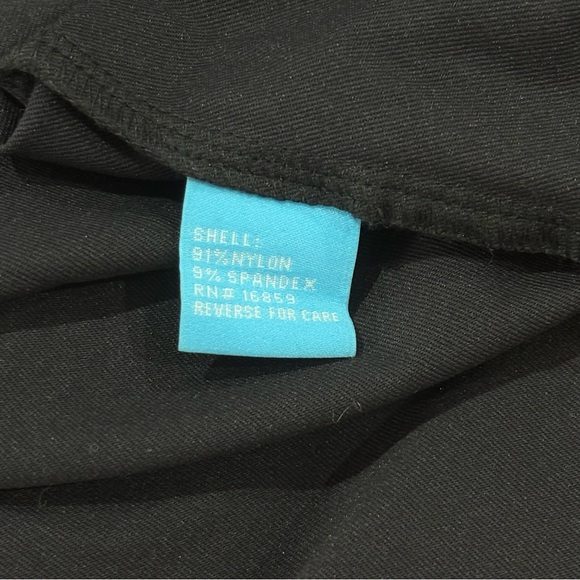 SHELL:
91% NYLON
9% SPANDEX
RN# 16859
REVERSE FOR CARE